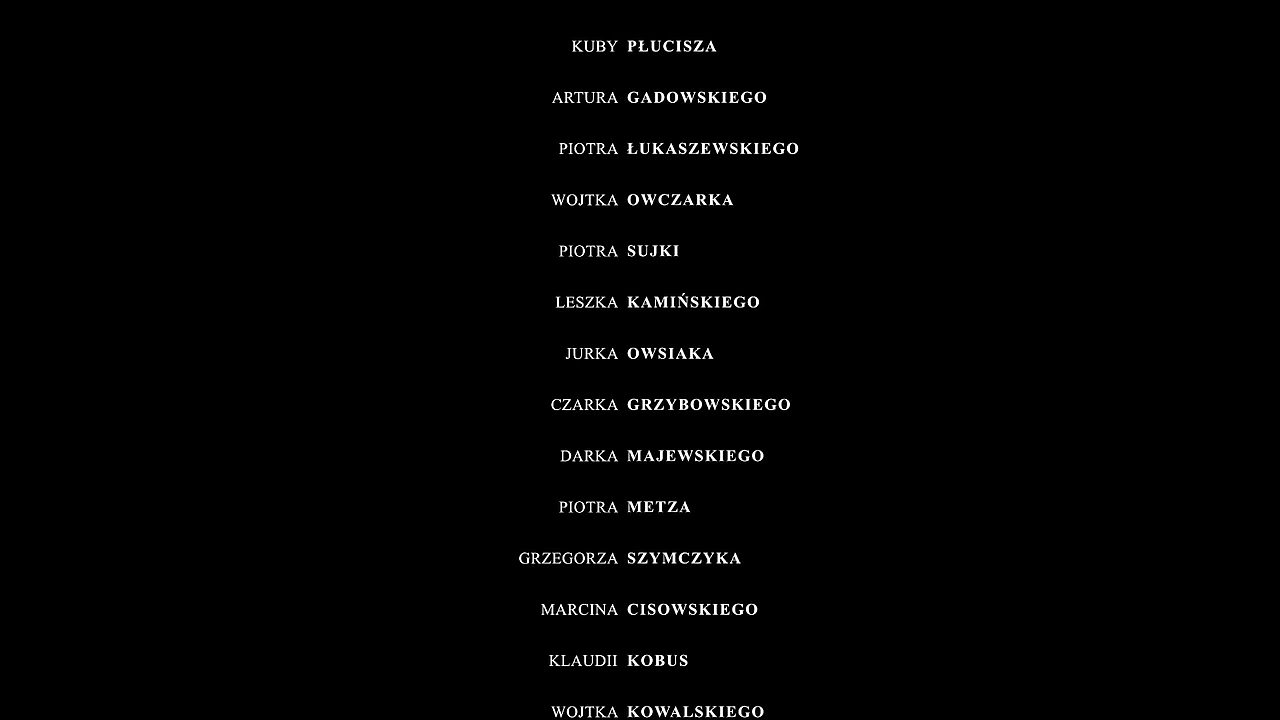 KUBY PŁUCISZA
ARTURA GADOWSKIEGO
PIOTRA ŁUKASZEWSKIEGO
WOJTKA OWCZARKA
PIOTRA SUJKI
LESZKA KAMIŃSKIEGO
JURKA OWSIAKA
CZARKA GRZYBOWSKIEGO
DARKA MAJEWSKIEGO
PIOTRA METZA
GRZEGORZA SZYMCZYKA
MARCINA CISOWSKIEGO
KLAUDII KOBUS
WOJTKA KOWALSKIEGO